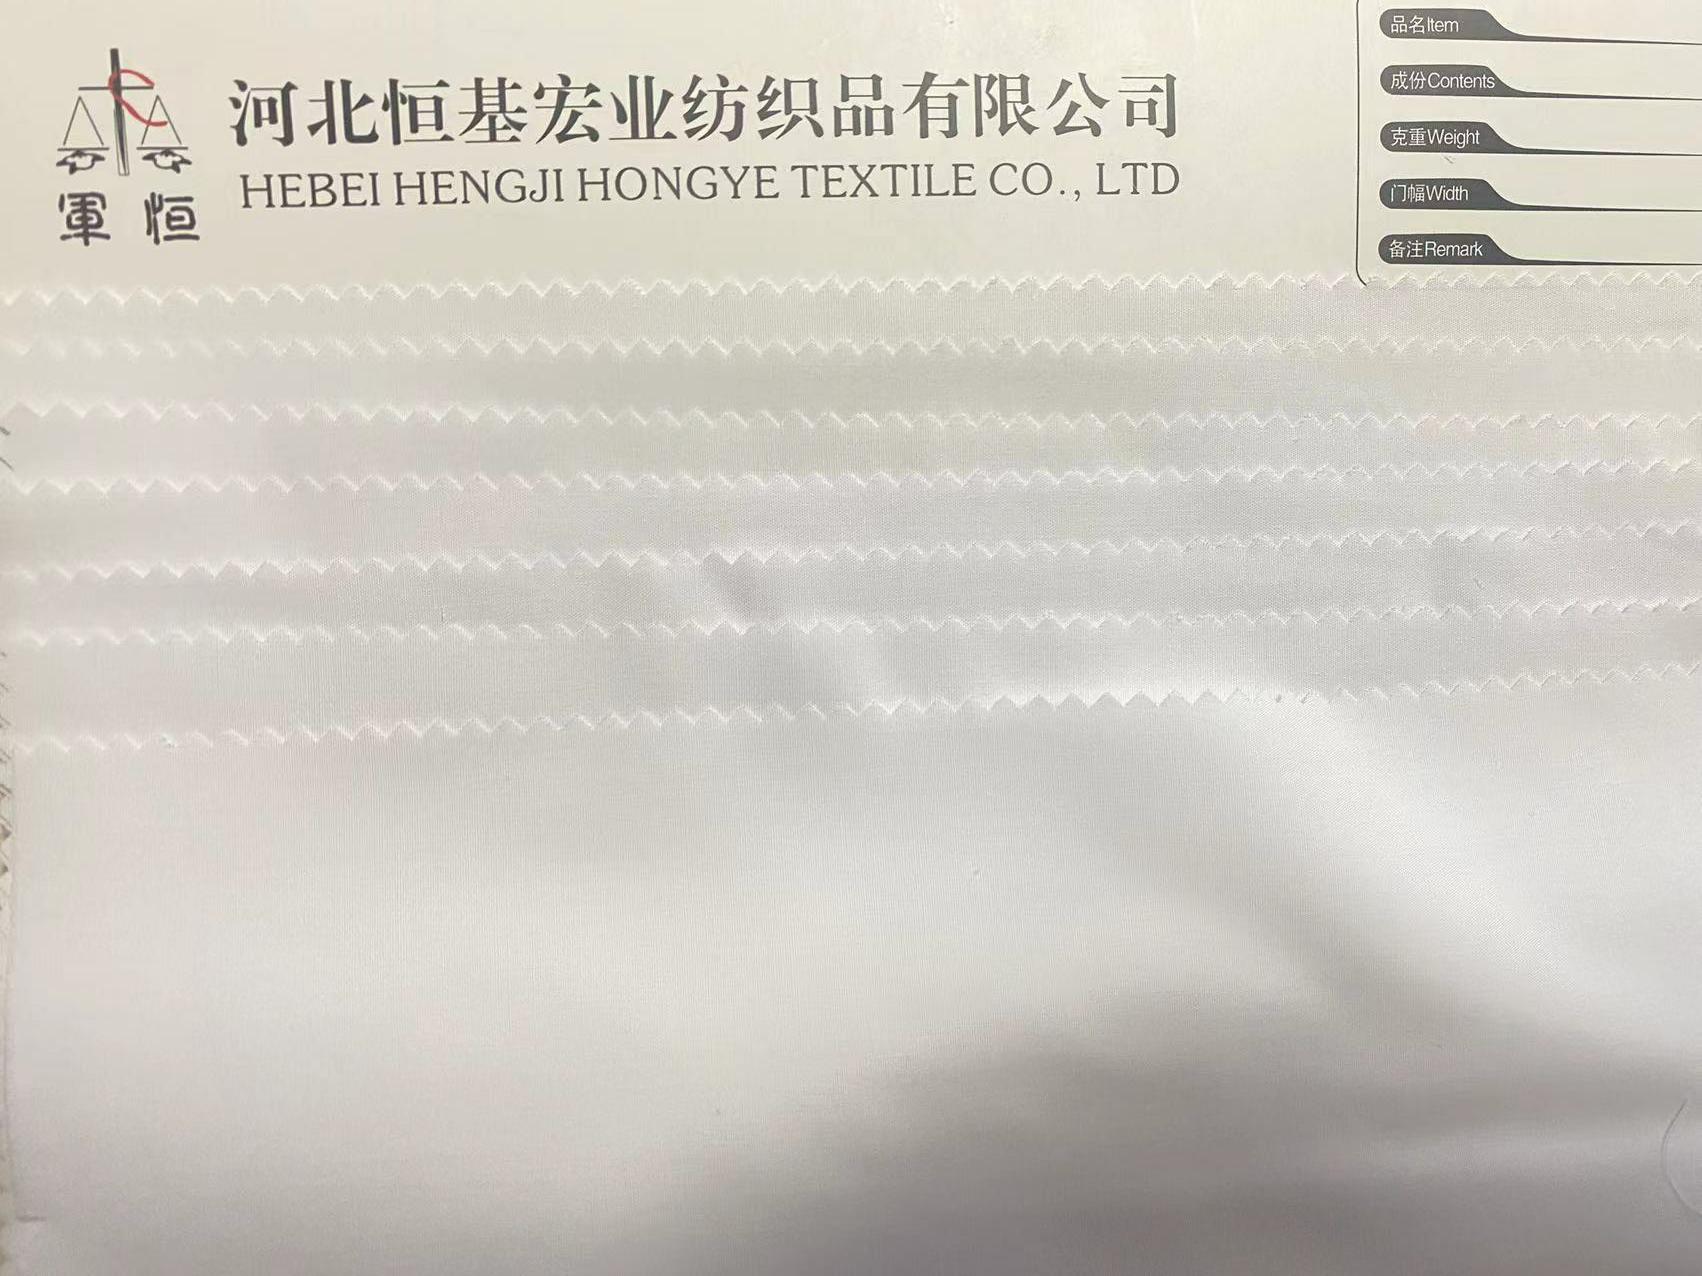 河北恒基宏业纺织品有限公司
HEBEI HENGJI HONGYE TEXTILE CO., LTD
軍恒
品名Item
成份Contents
克重Weight
门幅Width
备注Remark